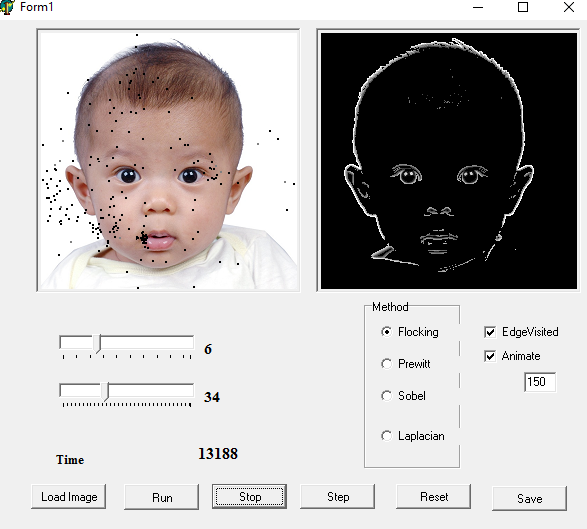 Form1
Method
Flocking
Prewitt
Sobel
Laplacian
EdgeVisited
Animate
150
6
34
Time
13188
Load Image
Run
Stop
Step
Reset
Save